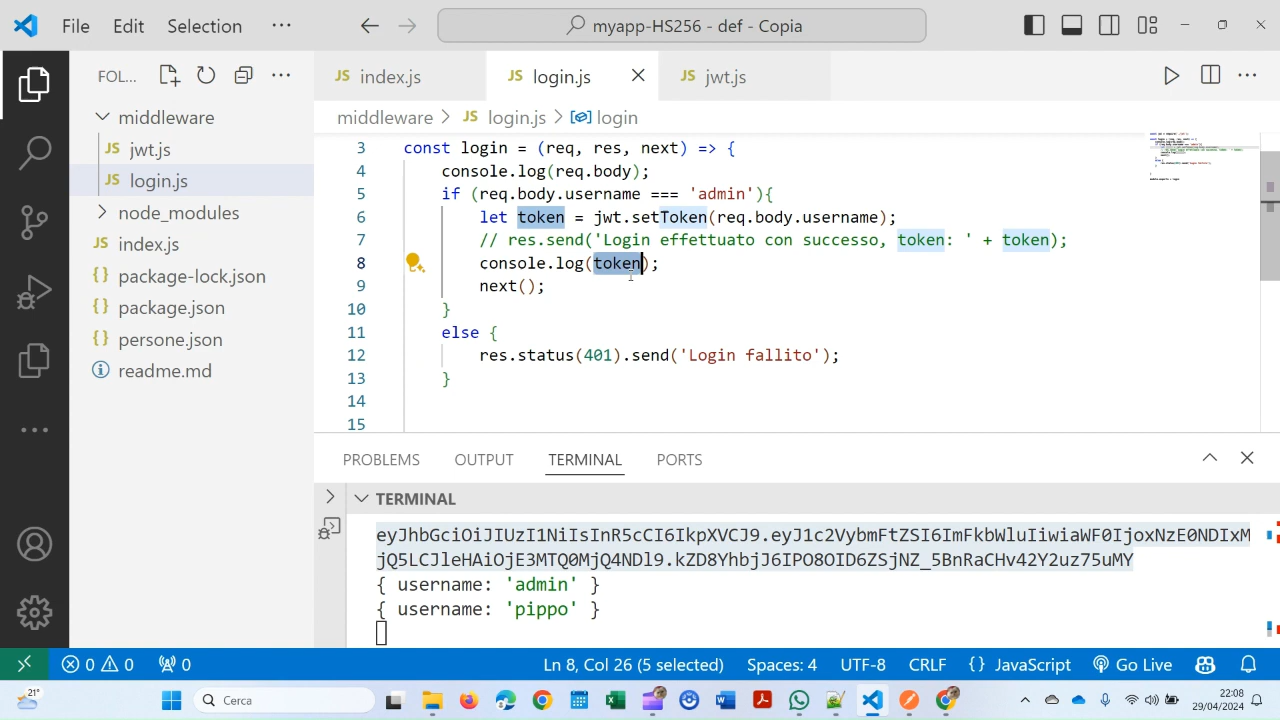 File Edit Selection ··· myapp-HS256 - def - Copia
FOL... ···
JS index.js JS login.js JS jwt.js ···
middleware > JS login.js > login
middleware
JS jwt.js
JS login.js
node_modules
JS index.js
{} package-lock.json
{} package.json
{} persone.json
readme.md
3 const login = (req, res, next) => {
4 console.log(req.body);
5 if (req.body.username === 'admin'){
6 let token = jwt.setToken(req.body.username);
7 // res.send('Login effettuato con successo, token: ' + token);
8 console.log(token);
9 next();
10 }
11 else {
12 res.status(401).send('Login fallito');
13 }
14
15
PROBLEMS OUTPUT TERMINAL PORTS
TERMINAL
eyJhbGciOiJIUzI1NiIsInR5cCI6IkpXVCJ9.eyJ1c2VybmFtZSI6ImFkbWluIiwiaWF0IjoxNzE0NDIxM
jQ5LCJleHAiOjE3MTQ0MjQ4NDl9.kZD8YhbjJ6IPO8OID6ZSjNZ_5BnRaCHv42Y2uz75uMY
{ username: 'admin' }
{ username: 'pippo' }
0 0 0 Ln 8, Col 26 (5 selected) Spaces: 4 UTF-8 CRLF {} JavaScript Go Live
21° Cerca 22:08
29/04/2024